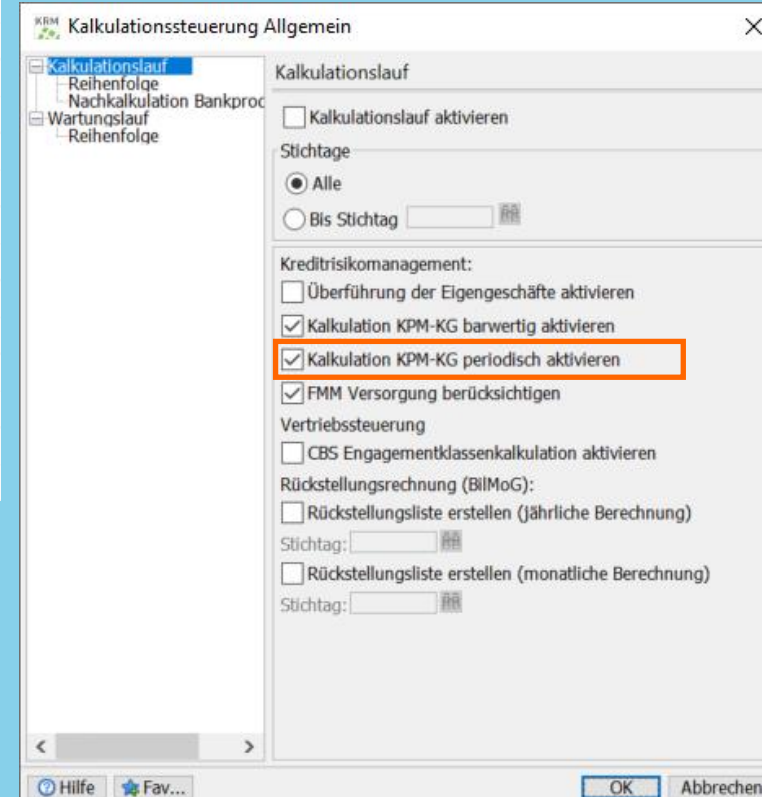 KRM Kalkulationssteuerung Allgemein
Kalkulationslauf
Reihenfolge
Nachkalkulation Bankproc
Wartungslauf
Reihenfolge
Kalkulationslauf
Kalkulationslauf aktivieren
Stichtage
Alle
Bis Stichtag
Kreditrisikomanagement:
Überführung der Eigengeschäfte aktivieren
Kalkulation KPM-KG barwertig aktivieren
Kalkulation KPM-KG periodisch aktivieren
FMM Versorgung berücksichtigen
Vertriebssteuerung
CBS Engagementklassenkalkulation aktivieren
Rückstellungsrechnung (BilMoG):
Rückstellungsliste erstellen (jährliche Berechnung)
Stichtag:
Rückstellungsliste erstellen (monatliche Berechnung)
Stichtag:
Hilfe Fav... OK Abbrechen